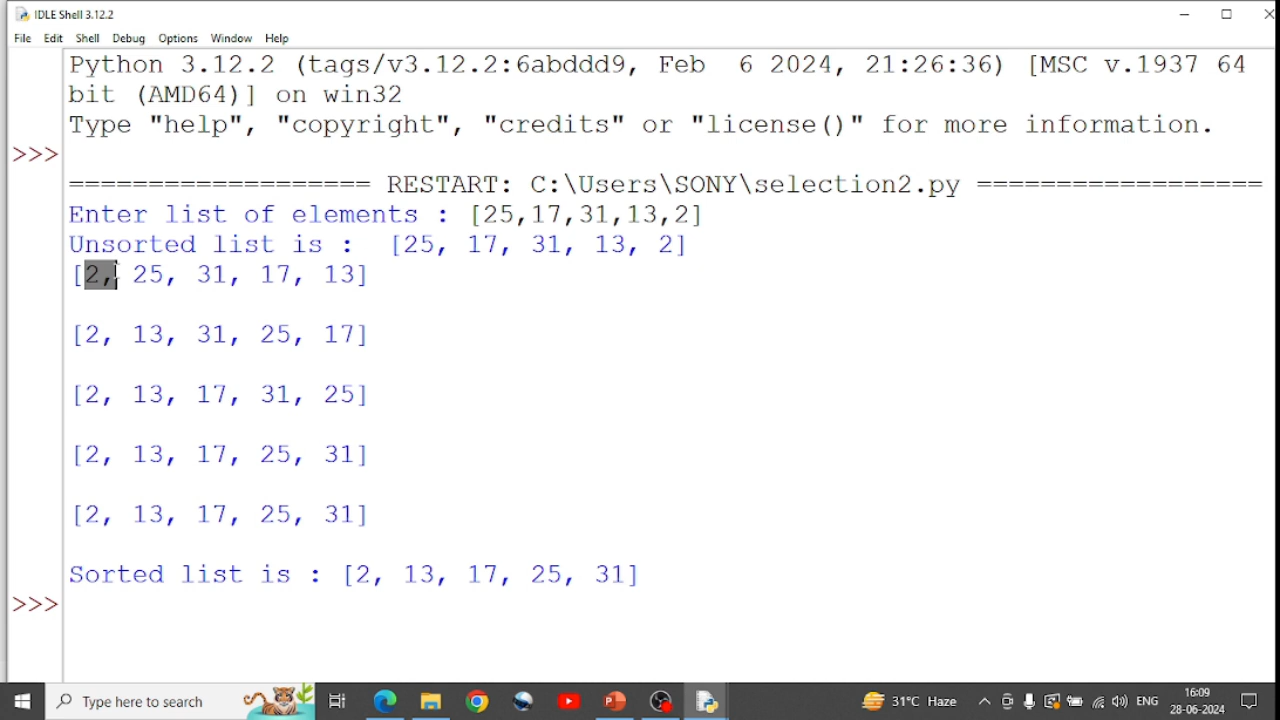 IDLE Shell 3.12.2
File Edit Shell Debug Options Window Help
Python 3.12.2 (tags/v3.12.2:6abddd9, Feb  6 2024, 21:26:36) [MSC v.1937 64
bit (AMD64)] on win32
Type "help", "copyright", "credits" or "license()" for more information.
>>>
=================== RESTART: C:\Users\SONY\selection2.py ==================
Enter list of elements : [25,17,31,13,2]
Unsorted list is :  [25, 17, 31, 13, 2]
[2, 25, 31, 17, 13]
[2, 13, 31, 25, 17]
[2, 13, 17, 31, 25]
[2, 13, 17, 25, 31]
[2, 13, 17, 25, 31]
Sorted list is : [2, 13, 17, 25, 31]
>>>
Type here to search
31°C Haze
ENG
16:09
28-06-2024